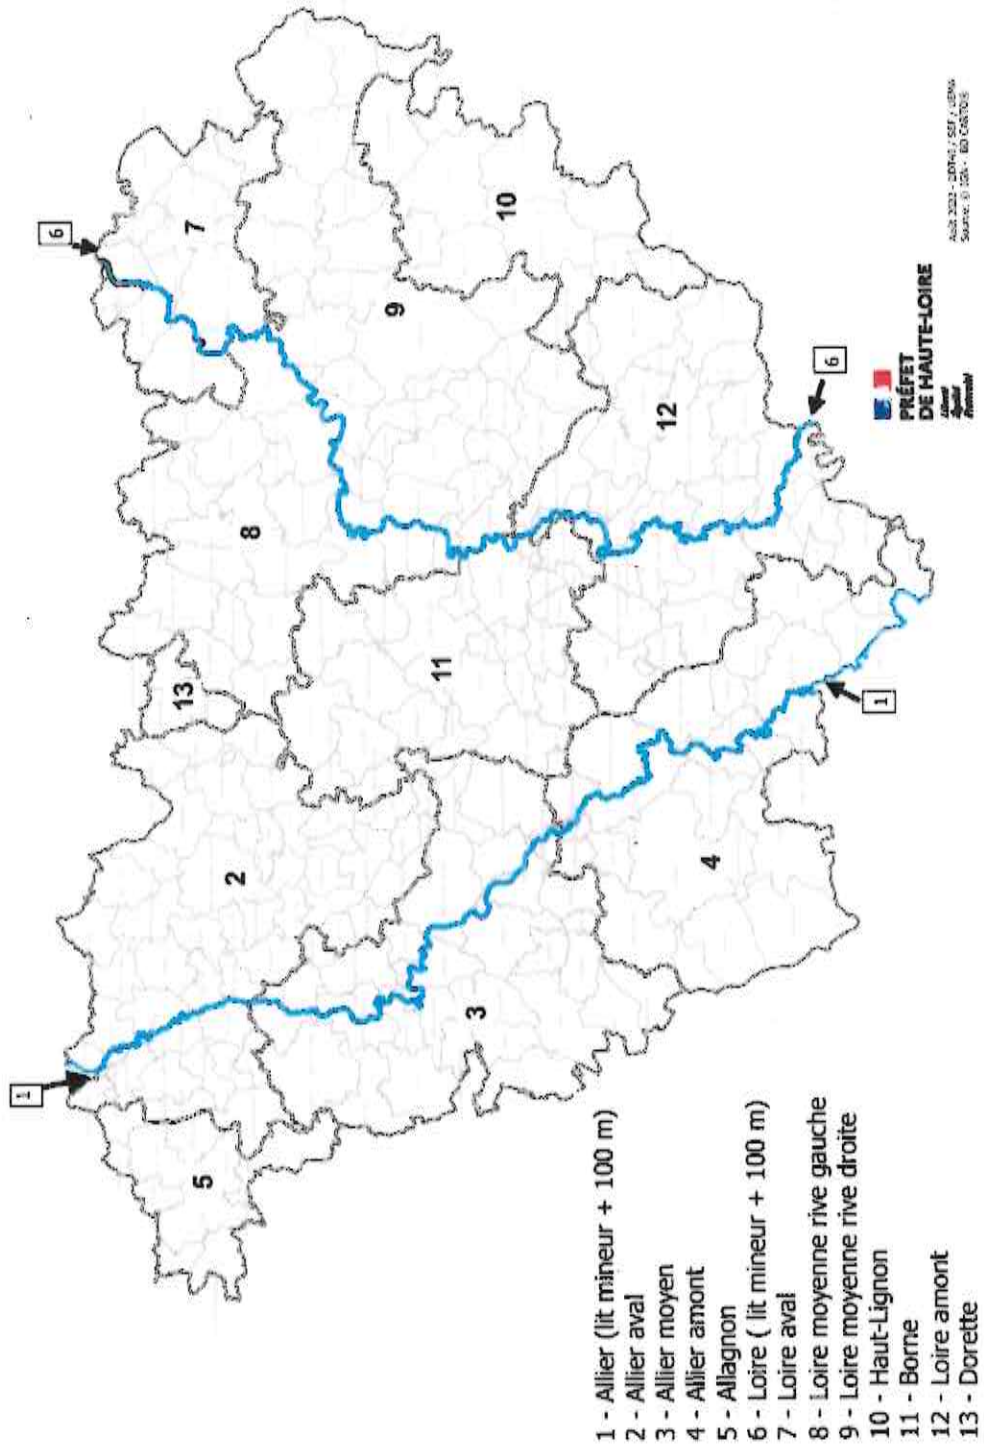 6
1
7
10
9
8
13
12
6
11
2
4
1
3
5
1 - Allier (lit mineur + 100 m)
2 - Allier aval
3 - Allier moyen
4 - Allier amont
5 - Allagnon
6 - Loire ( lit mineur + 100 m)
7 - Loire aval
8 - Loire moyenne rive gauche
9 - Loire moyenne rive droite
10 - Haut-Lignon
11 - Borne
12 - Loire amont
13 - Dorette
PRÉFET
DE HAUTE-LOIRE
Liberté
Égalité
Fraternité